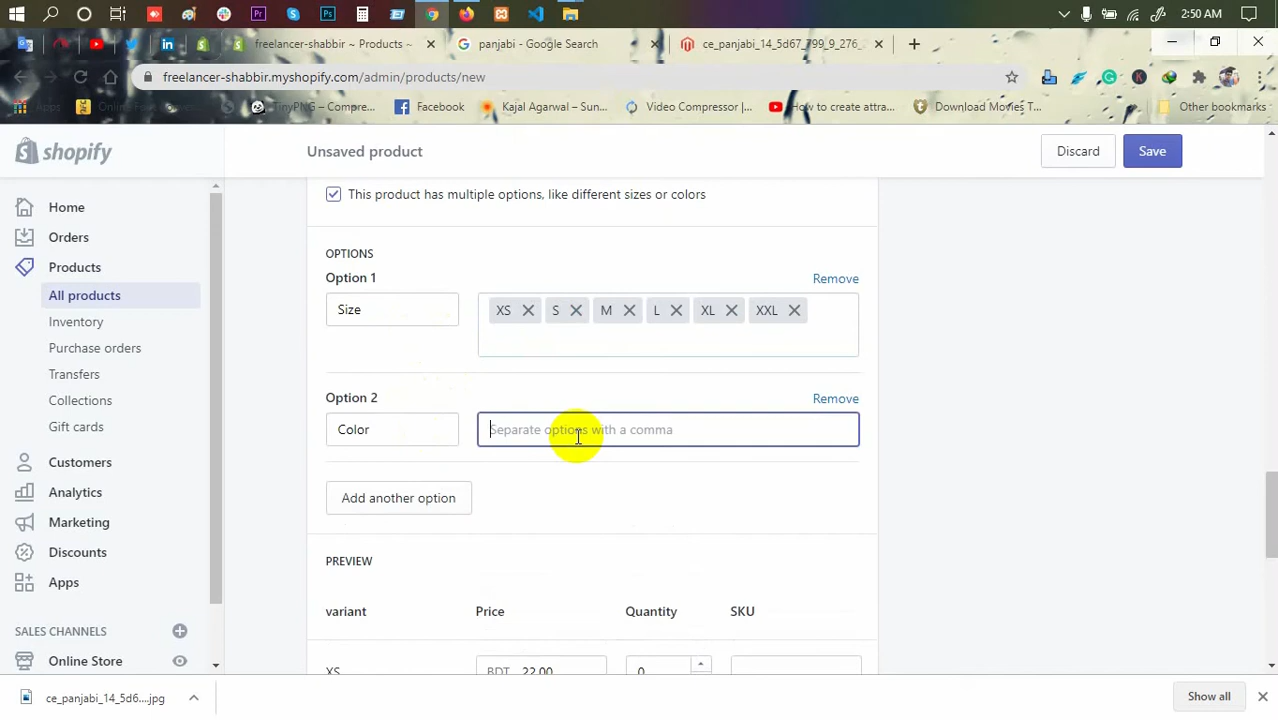 2:50 AM
freelancer-shabbir ~ Products ~
panjabi - Google Search
ce_panjabi_14_5d67_799_9_276_
freelancer-shabbir.myshopify.com/admin/products/new
Apps
TinyPNG – Compre...
Facebook
Kajal Agarwal – Sun...
Video Compressor |...
How to create attra...
Download Movies T...
Other bookmarks
shopify
Unsaved product
Discard
Save
Home
Orders
Products
All products
Inventory
Purchase orders
Transfers
Collections
Gift cards
Customers
Analytics
Marketing
Discounts
Apps
SALES CHANNELS
Online Store
This product has multiple options, like different sizes or colors
OPTIONS
Option 1
Remove
Size
XS S M L XL XXL
Option 2
Remove
Color
Separate options with a comma
Add another option
PREVIEW
variant Price Quantity SKU
XS BDT 22.00 0
ce_panjabi_14_5d6....jpg
Show all